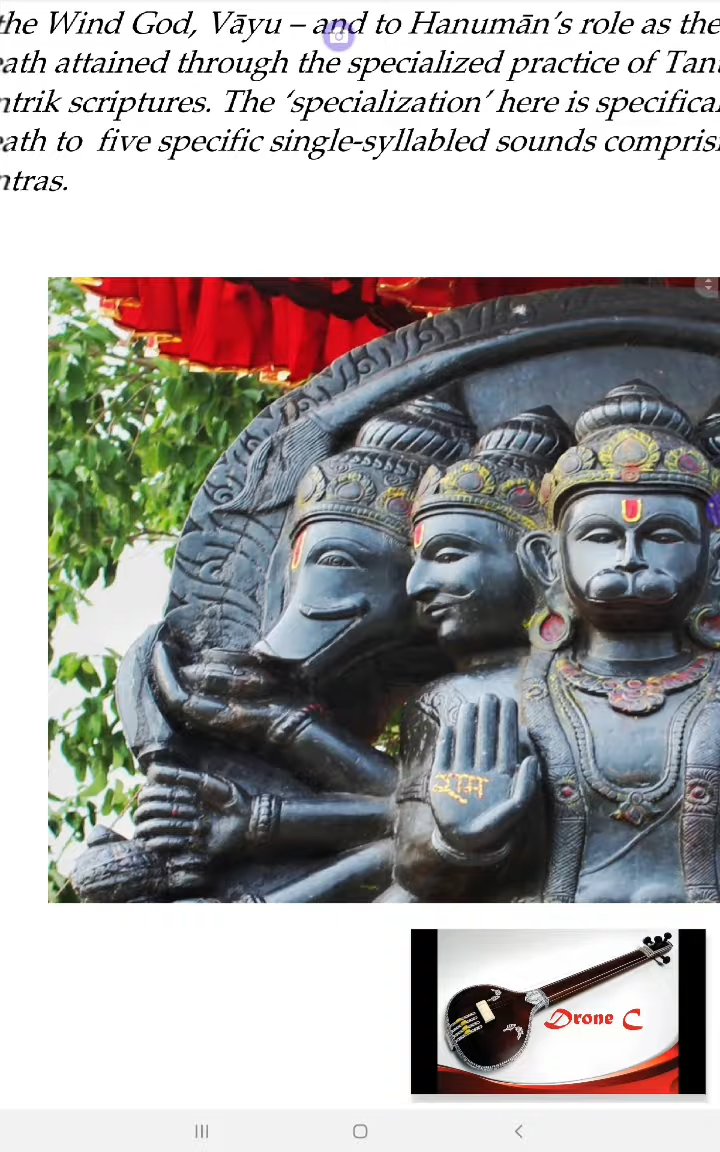 the Wind God, Vāyu – and to Hanumān's role as the
ath attained through the specialized practice of Tan
ntrik scriptures. The 'specialization' here is specifica
ath to five specific single-syllabled sounds compris
ntras.
राम
Drone C